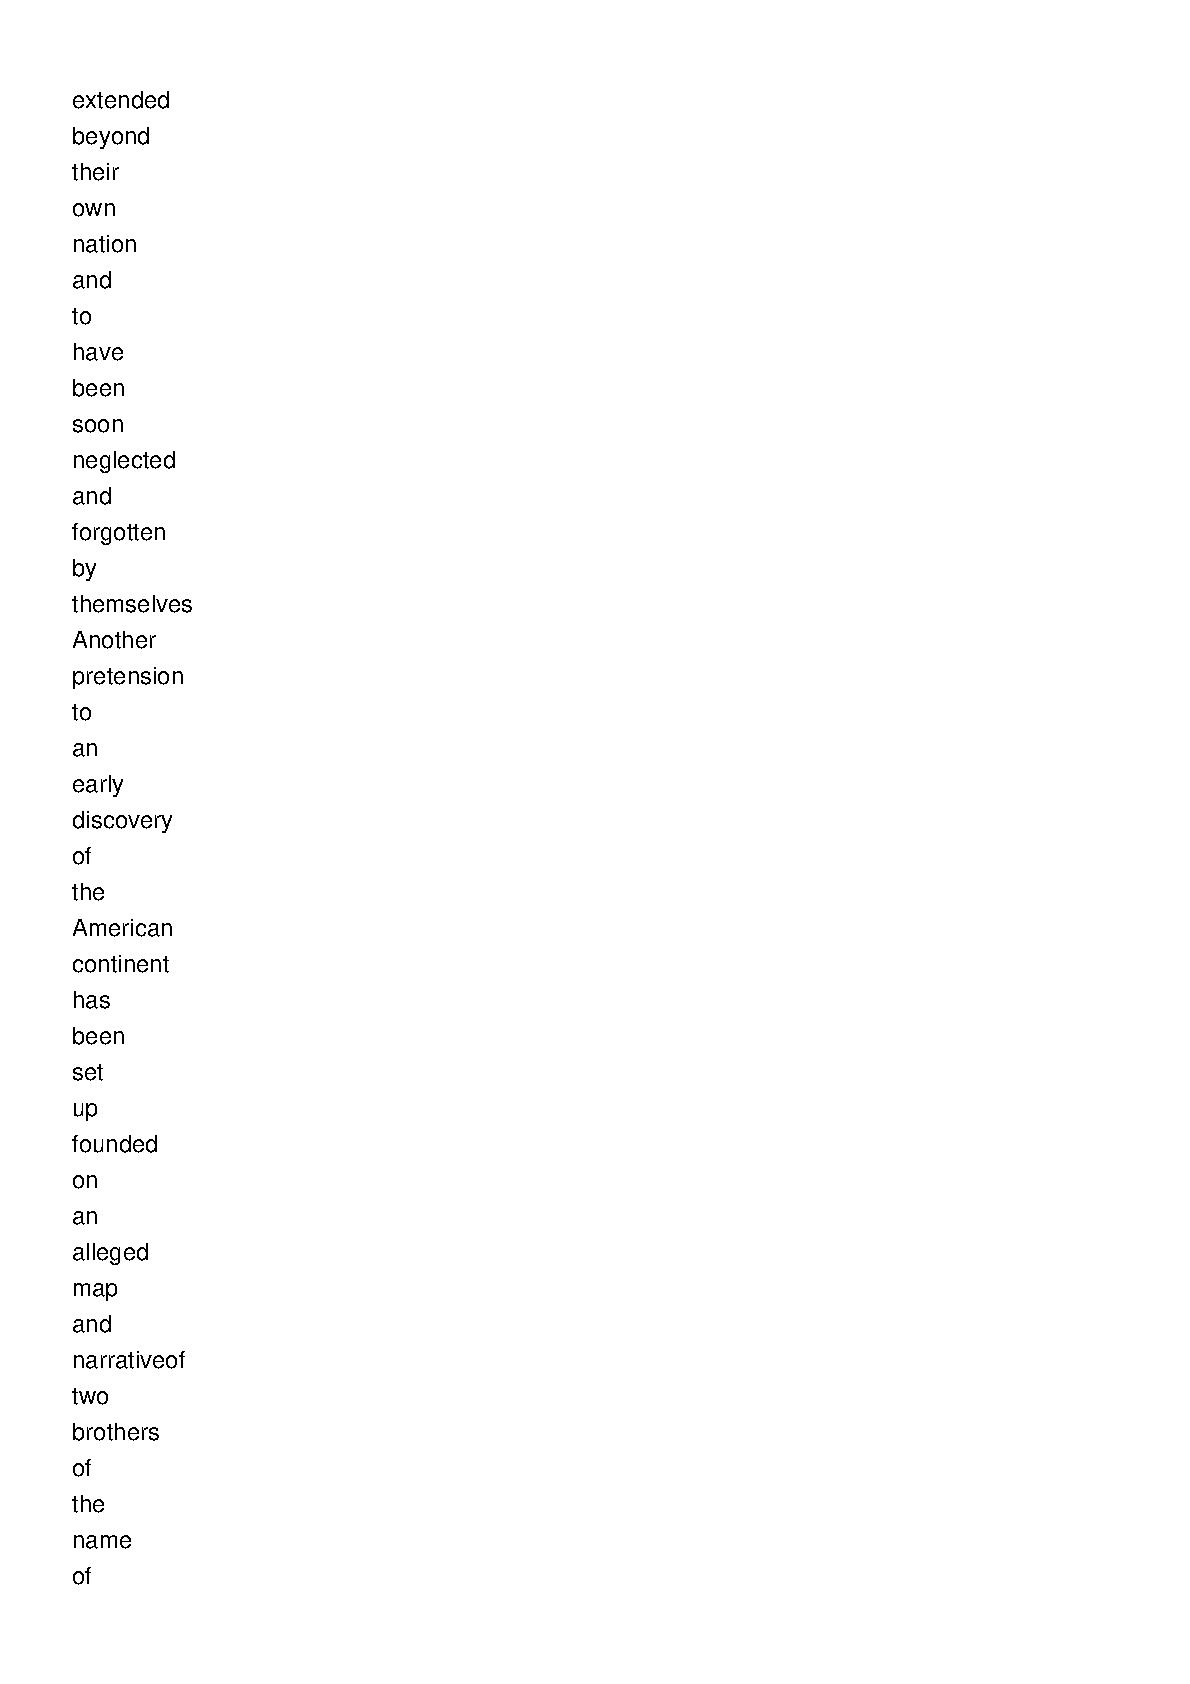 extended
beyond
their
own
nation
and
to
have
been
soon
neglected
and
forgotten
by
themselves
Another
pretension
to
an
early
discovery
of
the
American
continent
has
been
set
up
founded
on
an
alleged
map
and
narrativeof
two
brothers
of
the
name
of